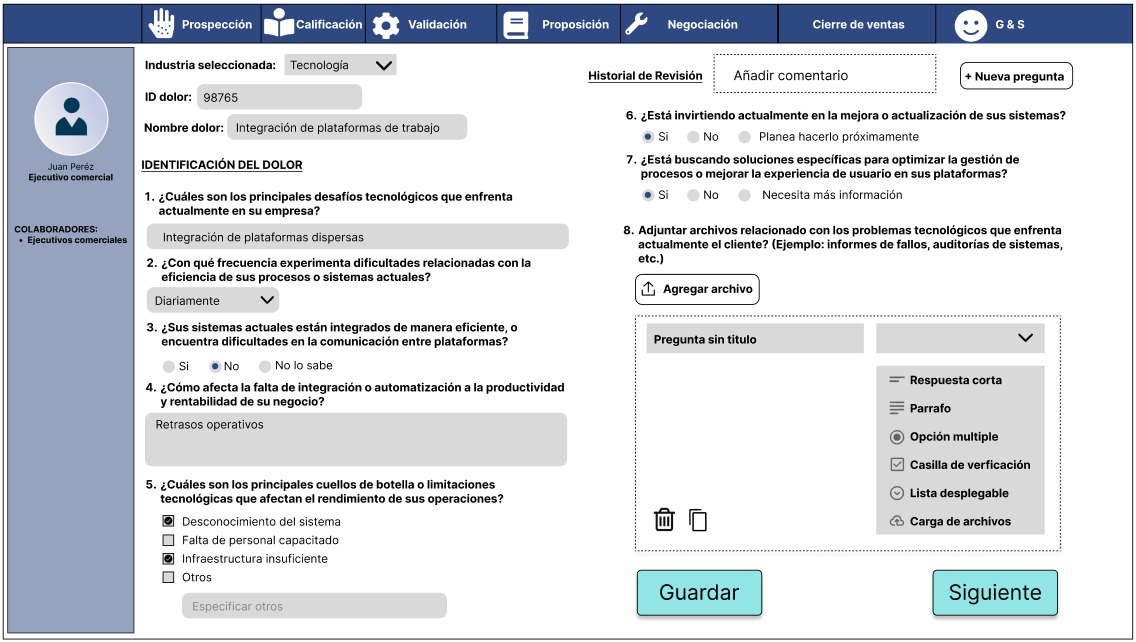 Prospección
Calificación
Validación
Proposición
Negociación
Cierre de ventas
G & S
Juan Peréz
Ejecutivo comercial
COLABORADORES:
• Ejecutivos comerciales
Industria seleccionada: Tecnología
ID dolor: 98765
Nombre dolor: Integración de plataformas de trabajo
IDENTIFICACIÓN DEL DOLOR
1. ¿Cuáles son los principales desafíos tecnológicos que enfrenta
actualmente en su empresa?
Integración de plataformas dispersas
2. ¿Con qué frecuencia experimenta dificultades relacionadas con la
eficiencia de sus procesos o sistemas actuales?
Diariamente
3. ¿Sus sistemas actuales están integrados de manera eficiente, o
encuentra dificultades en la comunicación entre plataformas?
Si No No lo sabe
4. ¿Cómo afecta la falta de integración o automatización a la productividad
y rentabilidad de su negocio?
Retrasos operativos
5. ¿Cuáles son los principales cuellos de botella o limitaciones
tecnológicas que afectan el rendimiento de sus operaciones?
Desconocimiento del sistema
Falta de personal capacitado
Infraestructura insuficiente
Otros
Especificar otros
Historial de Revisión
Añadir comentario
+ Nueva pregunta
6. ¿Está invirtiendo actualmente en la mejora o actualización de sus sistemas?
Si No Planea hacerlo próximamente
7. ¿Está buscando soluciones específicas para optimizar la gestión de
procesos o mejorar la experiencia de usuario en sus plataformas?
Si No Necesita más información
8. Adjuntar archivos relacionado con los problemas tecnológicos que enfrenta
actualmente el cliente? (Ejemplo: informes de fallos, auditorías de sistemas,
etc.)
Agregar archivo
Pregunta sin titulo
Respuesta corta
Parrafo
Opción multiple
Casilla de verficación
Lista desplegable
Carga de archivos
Guardar
Siguiente